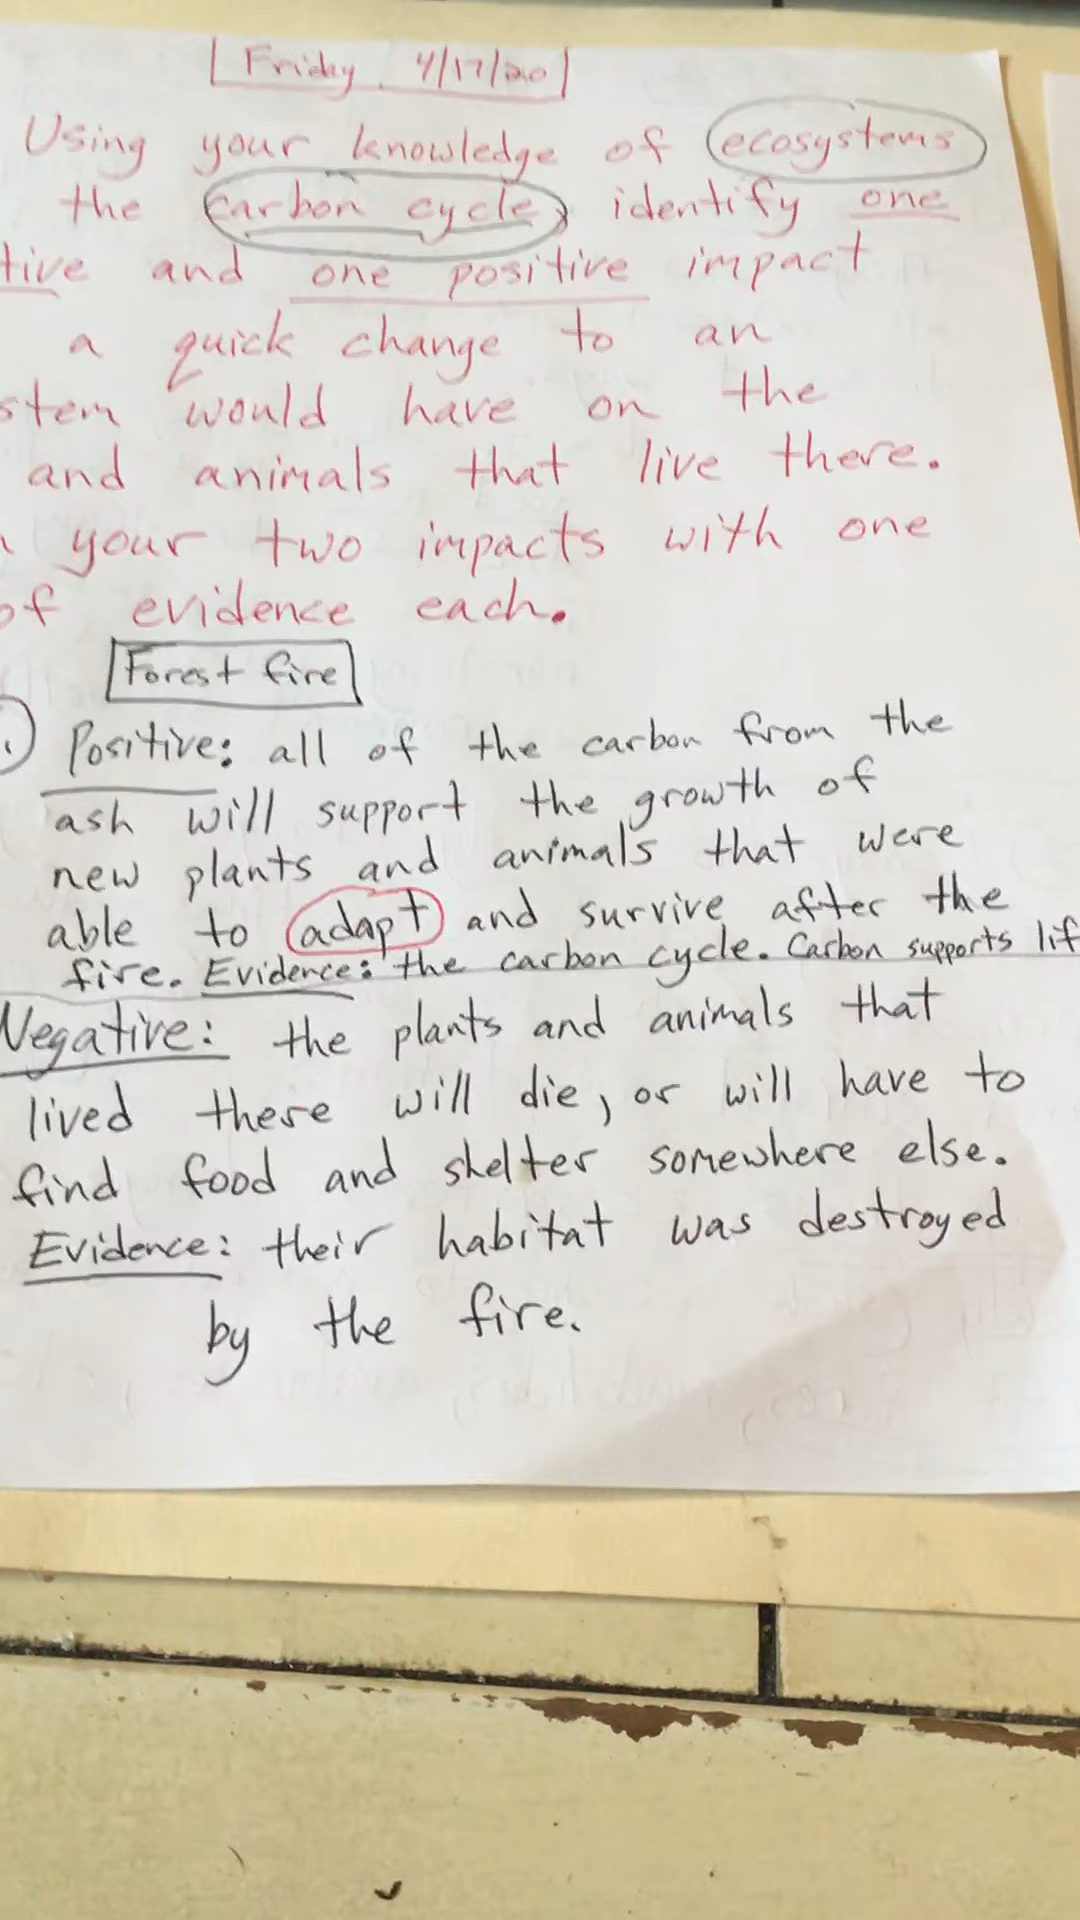 Friday 4/17/20
Using your knowledge of ecosystems
the carbon cycle, identify one
tive and one positive impact
a quick change to an
stem would have on the
and animals that live there.
your two impacts with one
of evidence each.
Forest fire
Positive: all of the carbon from the
ash will support the growth of
new plants and animals that were
able to adapt and survive after the
fire. Evidence: the carbon cycle. Carbon supports lif
Negative: the plants and animals that
lived there will die, or will have to
find food and shelter somewhere else.
Evidence: their habitat was destroyed
by the fire.